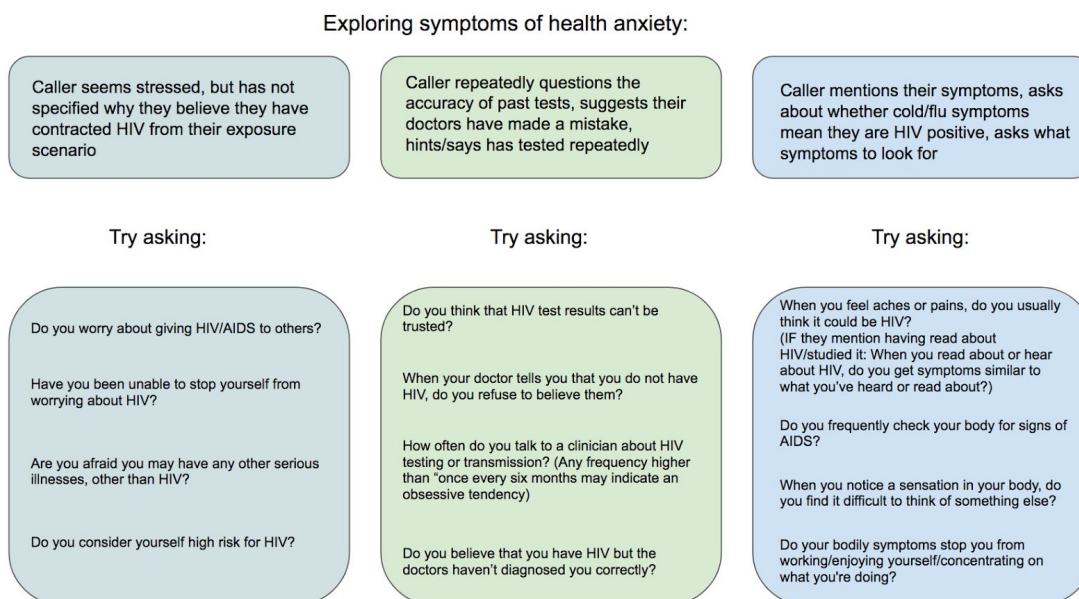 Exploring symptoms of health anxiety:
Caller seems stressed, but has not
specified why they believe they have
contracted HIV from their exposure
scenario
Caller repeatedly questions the
accuracy of past tests, suggests their
doctors have made a mistake,
hints/says has tested repeatedly
Caller mentions their symptoms, asks
about whether cold/flu symptoms
mean they are HIV positive, asks what
symptoms to look for
Try asking:
Try asking:
Try asking:
Do you worry about giving HIV/AIDS to others?
Have you been unable to stop yourself from
worrying about HIV?
Are you afraid you may have any other serious
illnesses, other than HIV?
Do you consider yourself high risk for HIV?
Do you think that HIV test results can't be
trusted?
When your doctor tells you that you do not have
HIV, do you refuse to believe them?
How often do you talk to a clinician about HIV
testing or transmission? (Any frequency higher
than “once every six months may indicate an
obsessive tendency)
Do you believe that you have HIV but the
doctors haven't diagnosed you correctly?
When you feel aches or pains, do you usually
think it could be HIV?
(IF they mention having read about
HIV/studied it: When you read about or hear
about HIV, do you get symptoms similar to
what you've heard or read about?)
Do you frequently check your body for signs of
AIDS?
When you notice a sensation in your body, do
you find it difficult to think of something else?
Do your bodily symptoms stop you from
working/enjoying yourself/concentrating on
what you're doing?